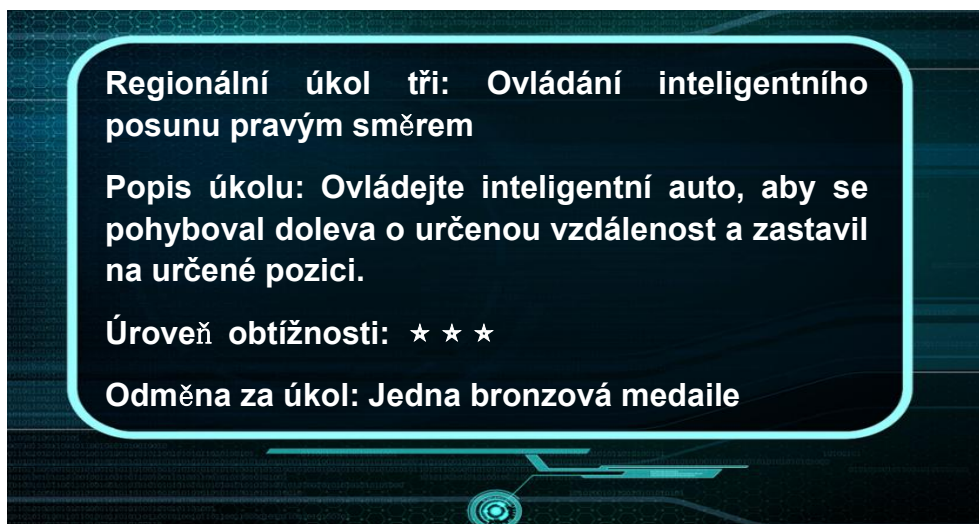 Regionální úkol tři: Ovládání inteligentního
posunu pravým směrem
Popis úkolu: Ovládejte inteligentní auto, aby se
pohyboval doleva o určenou vzdálenost a zastavil
na určené pozici.
Úroveň obtížnosti: ★ ★ ★
Odměna za úkol: Jedna bronzová medaile